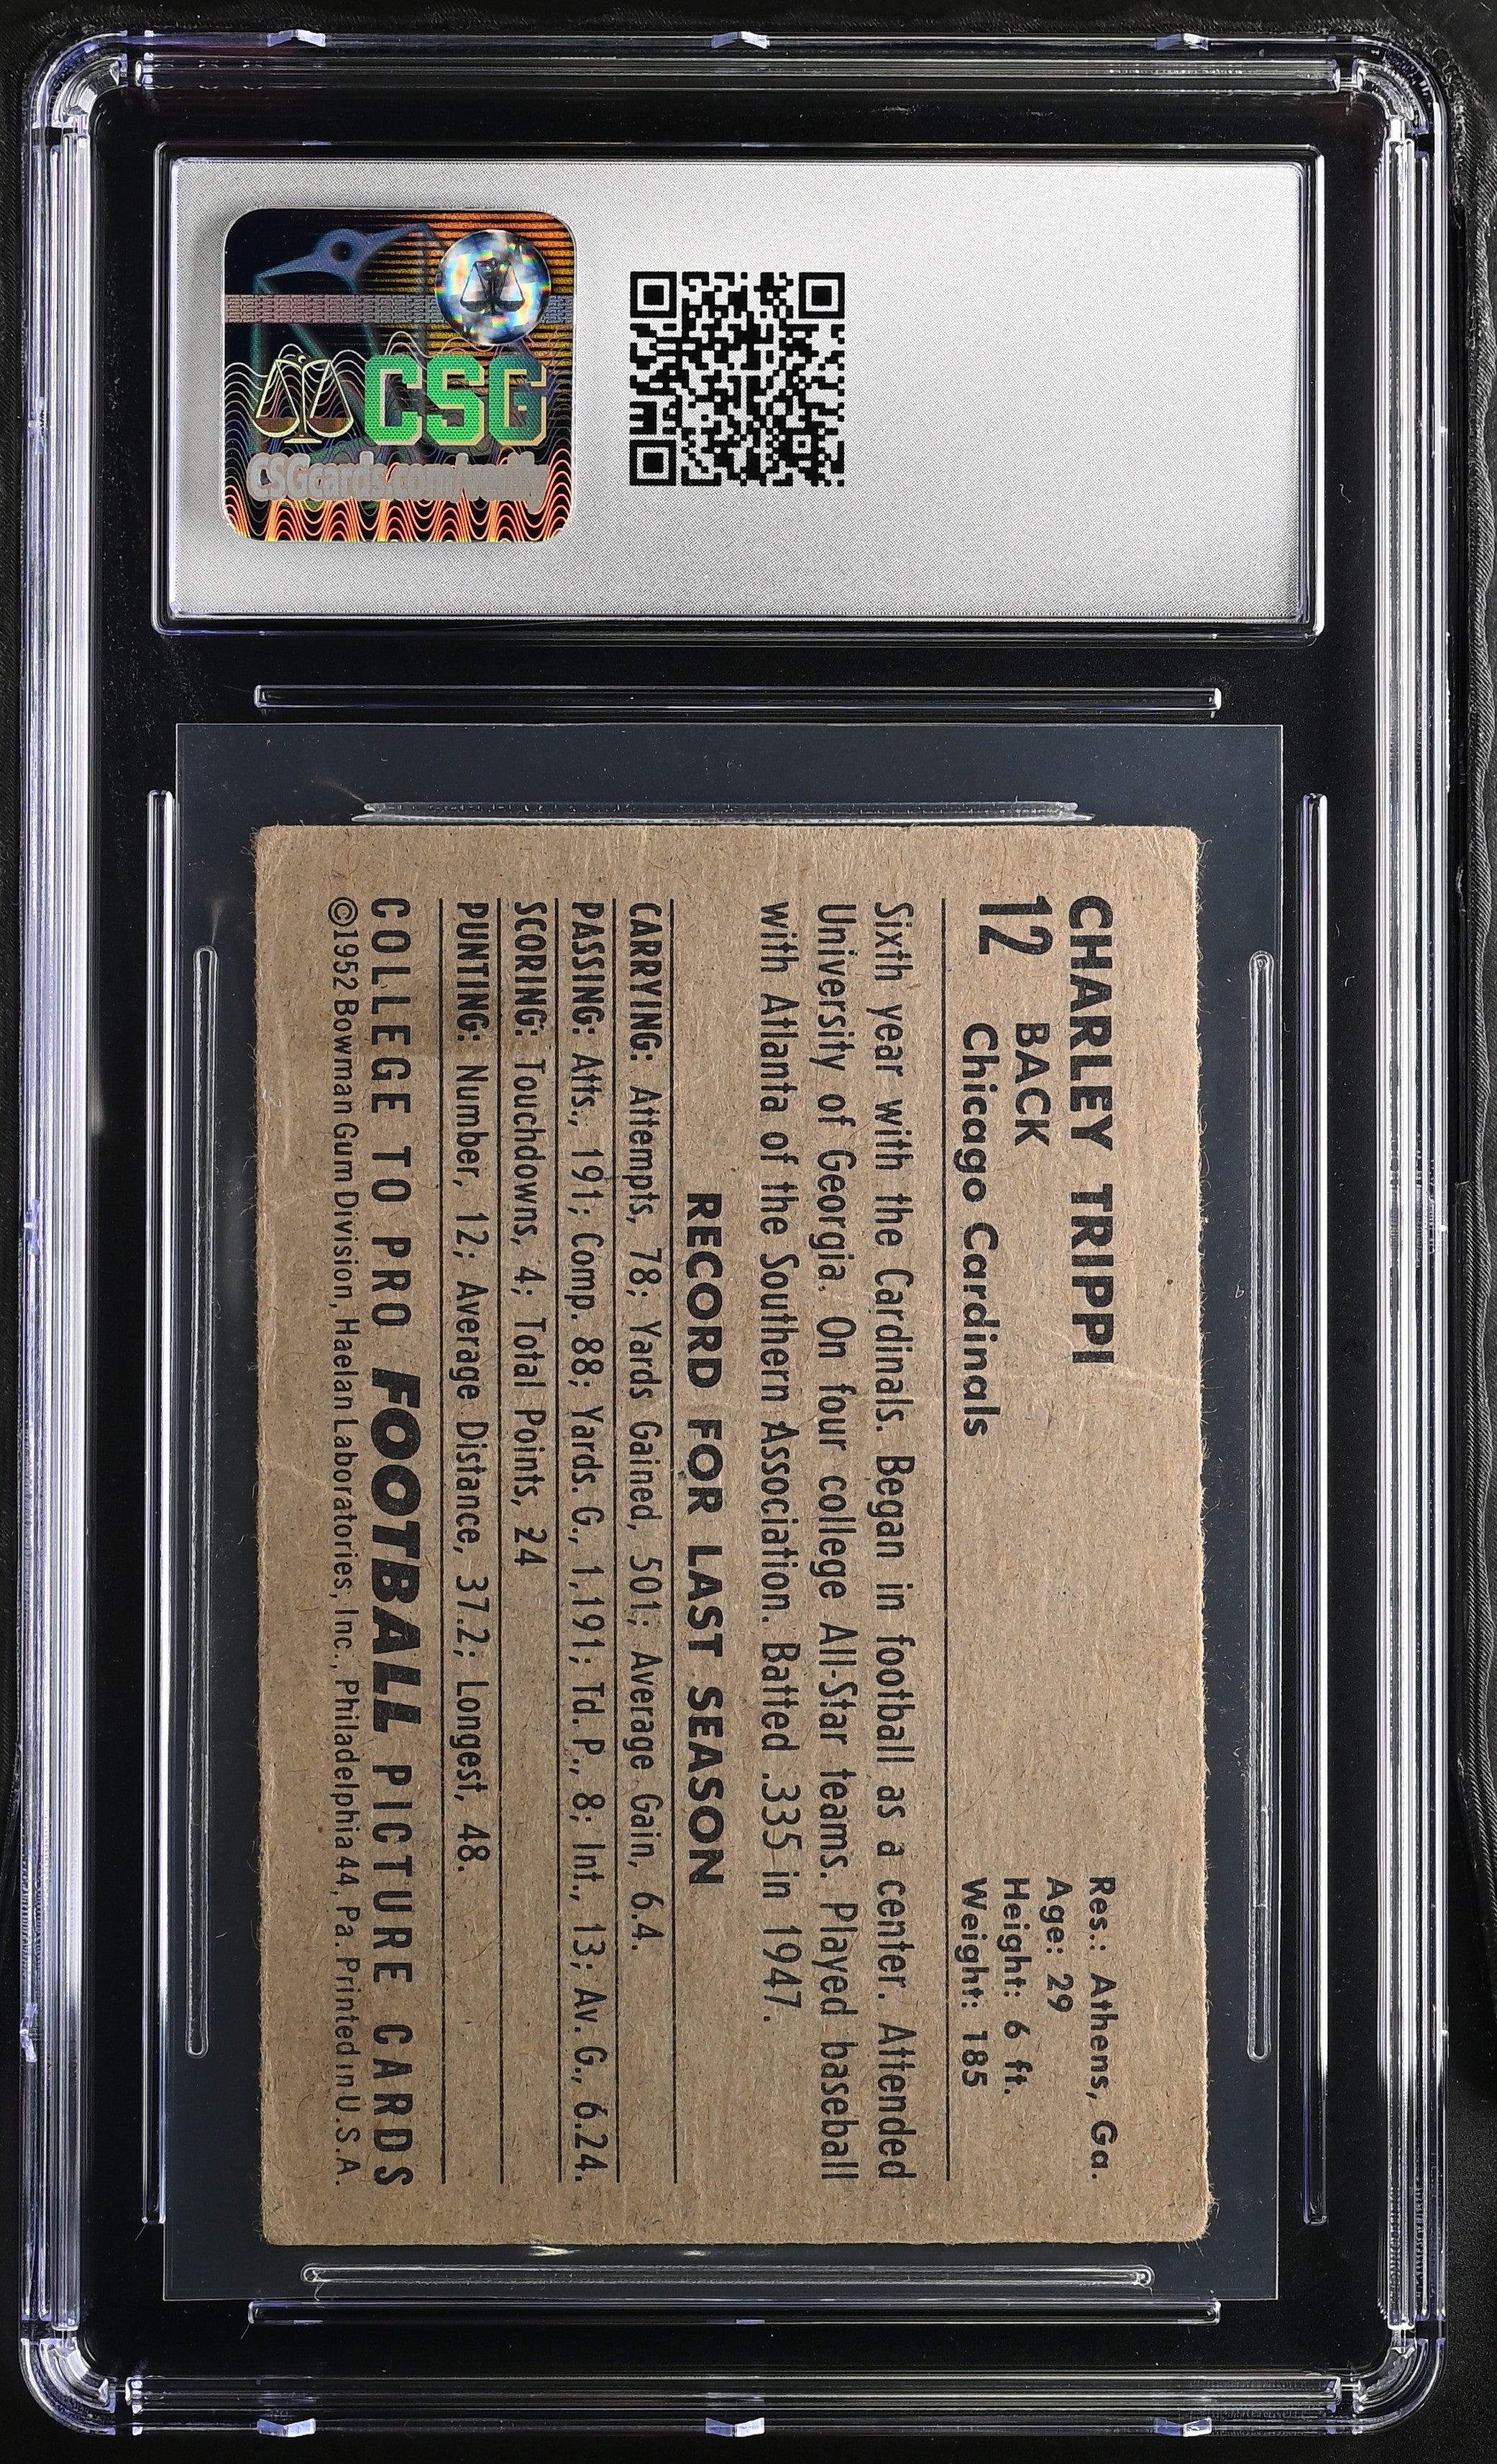 CSG
CSGcards.com/verify
CHARLEY TRIPPI
12 BACK
Chicago Cardinals
Res.: Athens, Ga.
Age: 29
Height: 6 ft.
Weight: 185
Sixth year with the Cardinals. Began in football as a center. Attended
University of Georgia. On four college All-Star teams. Played baseball
with Atlanta of the Southern Association. Batted .335 in 1947.
RECORD FOR LAST SEASON
CARRYING: Attempts, 78; Yards Gained, 501; Average Gain, 6.4.
PASSING: Atts., 191; Comp. 88; Yards. G., 1,191; Td. P., 8; Int., 13; Av. G., 6.24.
SCORING: Touchdowns, 4; Total Points, 24
PUNTING: Number, 12; Average Distance, 37.2; Longest, 48.
COLLEGE TO PRO FOOTBALL PICTURE CARDS
©1952 Bowman Gum Division, Haelan Laboratories, Inc., Philadelphia 44, Pa. Printed in U.S.A.